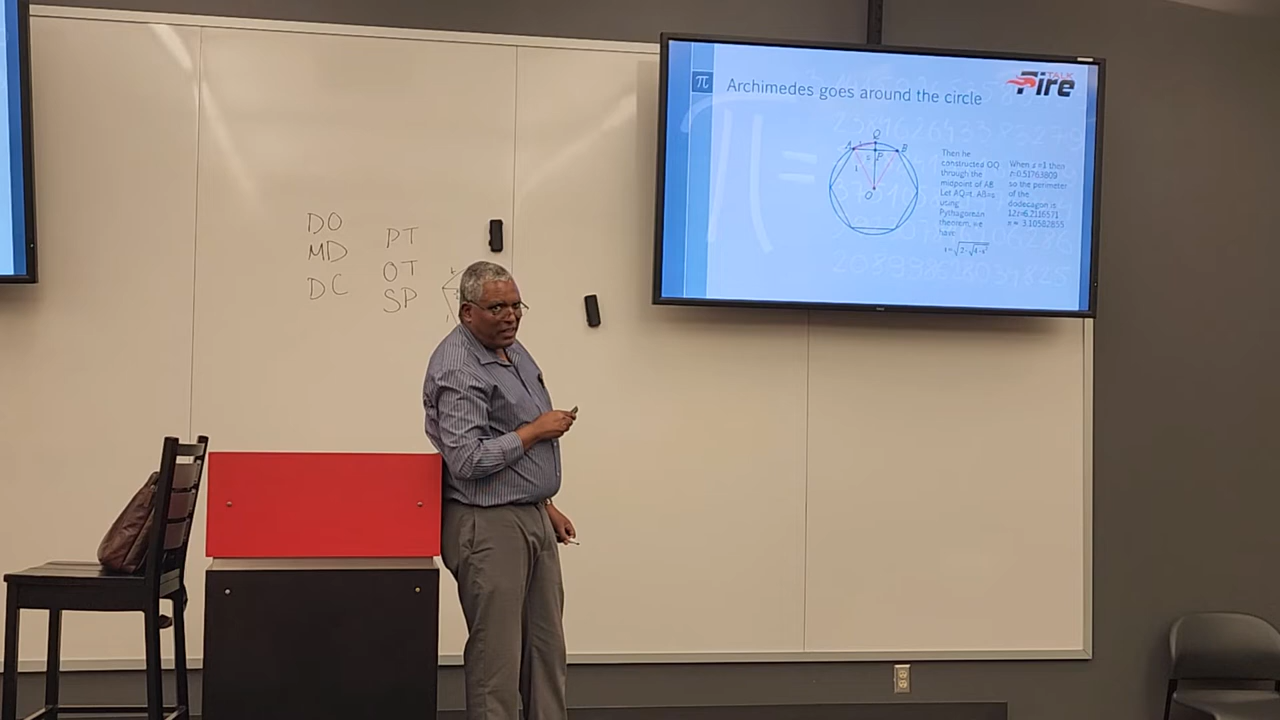 DO
MD
DC
PT
OT
SP
π
Archimedes goes around the circle
TALK
Fire
Q
A
B
P
O
Then he
constructed OQ
through the
midpoint of AB.
Let AQ=t, AB=s
using
Pythagorean
theorem, we
have
When s =1 then
t=0.51763809
so the perimeter
of the
dodecagon is
12t=6.2116571
π ≈ 3.10582855